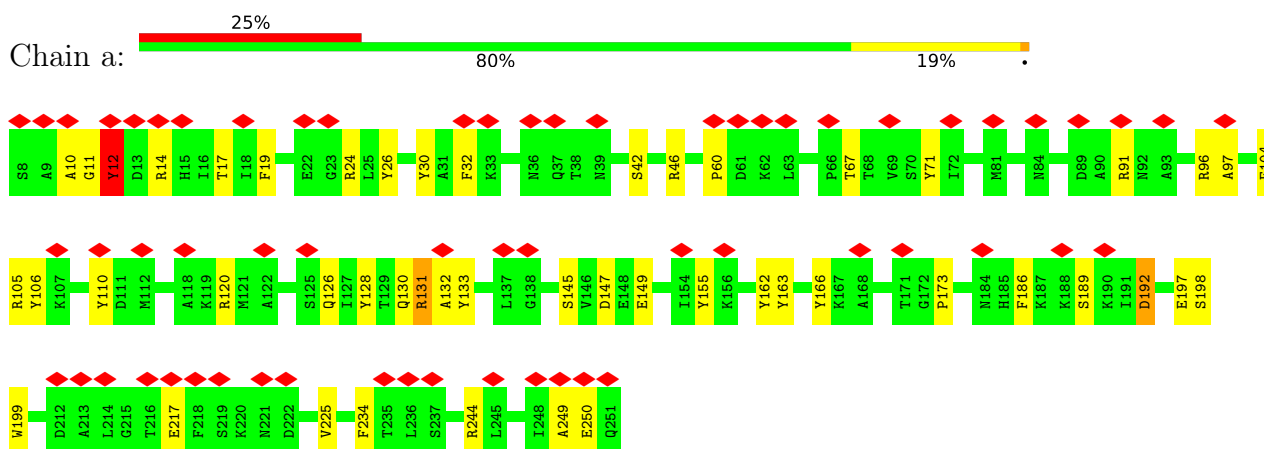 25%
Chain a:
80% 19% •
S8 A9 A10 G11 Y12 D13 R14 H15 I16 T17 I18 F19 E22 G23 R24 L25 Y26 Y30 A31 F32 K33 N36 Q37 T38 N39 S42 R46 P60 D61 K62 L63 P66 T67 T68 V69 S70 Y71 I72 M81 N84 D89 A90 R91 N92 A93 R96 A97
R105 Y106 K107 Y110 D111 M112 A118 K119 R120 M121 A122 S125 Q126 I127 Y128 T129 Q130 R131 A132 Y133 L137 G138 S145 V146 D147 E148 E149 I154 Y155 K156 Y162 Y163 Y166 K167 A168 T171 G172 P173 N184 H185 F186 K187 K188 S189 K190 I191 D192 E197 S198
W199 D212 A213 L214 G215 T216 E217 F218 S219 K220 N221 D222 V225 F234 T235 L236 S237 R244 L245 I248 A249 E250 Q251